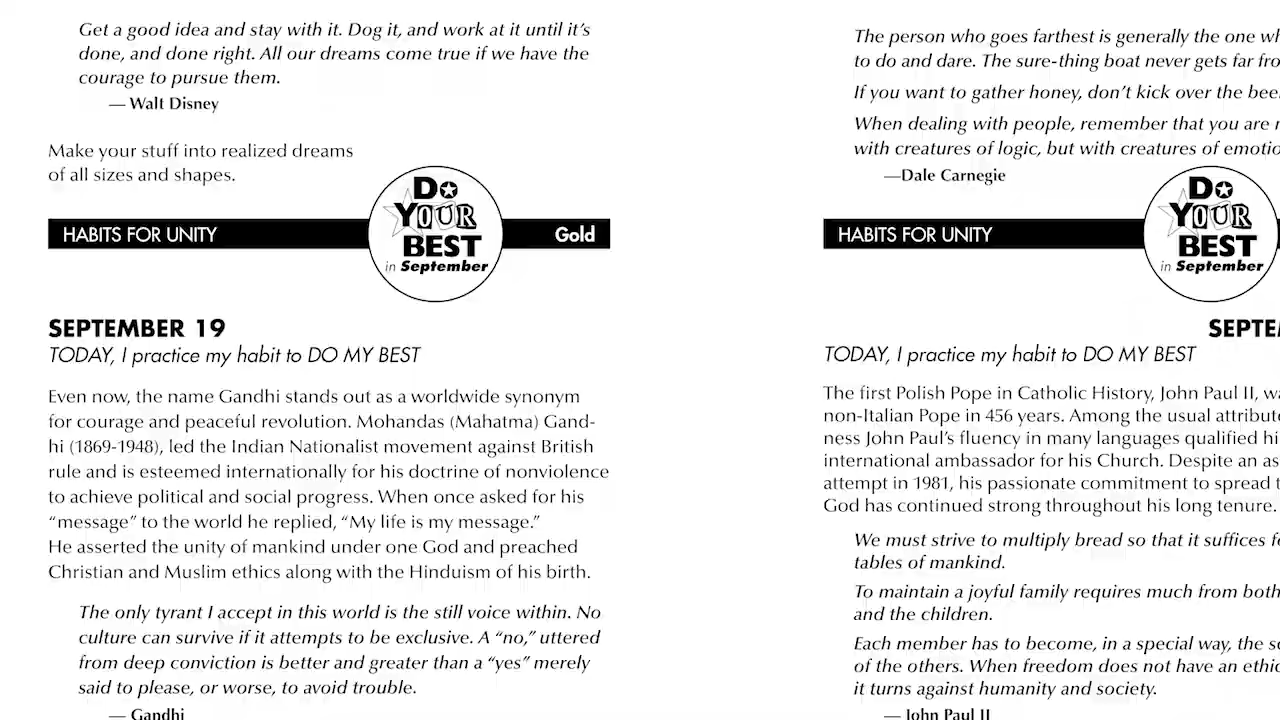 Get a good idea and stay with it. Dog it, and work at it until it's
done, and done right. All our dreams come true if we have the
courage to pursue them.
— Walt Disney
Make your stuff into realized dreams
of all sizes and shapes.
HABITS FOR UNITY
DO YOUR BEST in September
Gold
SEPTEMBER 19
TODAY, I practice my habit to DO MY BEST
Even now, the name Gandhi stands out as a worldwide synonym
for courage and peaceful revolution. Mohandas (Mahatma) Gand-
hi (1869-1948), led the Indian Nationalist movement against British
rule and is esteemed internationally for his doctrine of nonviolence
to achieve political and social progress. When once asked for his
“message” to the world he replied, “My life is my message.”
He asserted the unity of mankind under one God and preached
Christian and Muslim ethics along with the Hinduism of his birth.
The only tyrant I accept in this world is the still voice within. No
culture can survive if it attempts to be exclusive. A “no,” uttered
from deep conviction is better and greater than a “yes” merely
said to please, or worse, to avoid trouble.
— Gandhi
The person who goes farthest is generally the one
to do and dare. The sure-thing boat never gets far
If you want to gather honey, don't kick over the
When dealing with people, remember that you are
with creatures of logic, but with creatures of
—Dale Carnegie
HABITS FOR UNITY
DO YOUR BEST in September
TODAY, I practice my habit to DO MY BEST
The first Polish Pope in Catholic History, John Paul II,
non-Italian Pope in 456 years. Among the usual
ness John Paul's fluency in many languages qualified
international ambassador for his Church. Despite an
attempt in 1981, his passionate commitment to spread
God has continued strong throughout his long tenure.
We must strive to multiply bread so that it suffices
tables of mankind.
To maintain a joyful family requires much from both
and the children.
Each member has to become, in a special way, the
of the others. When freedom does not have an
it turns against humanity and society.
— John Paul II